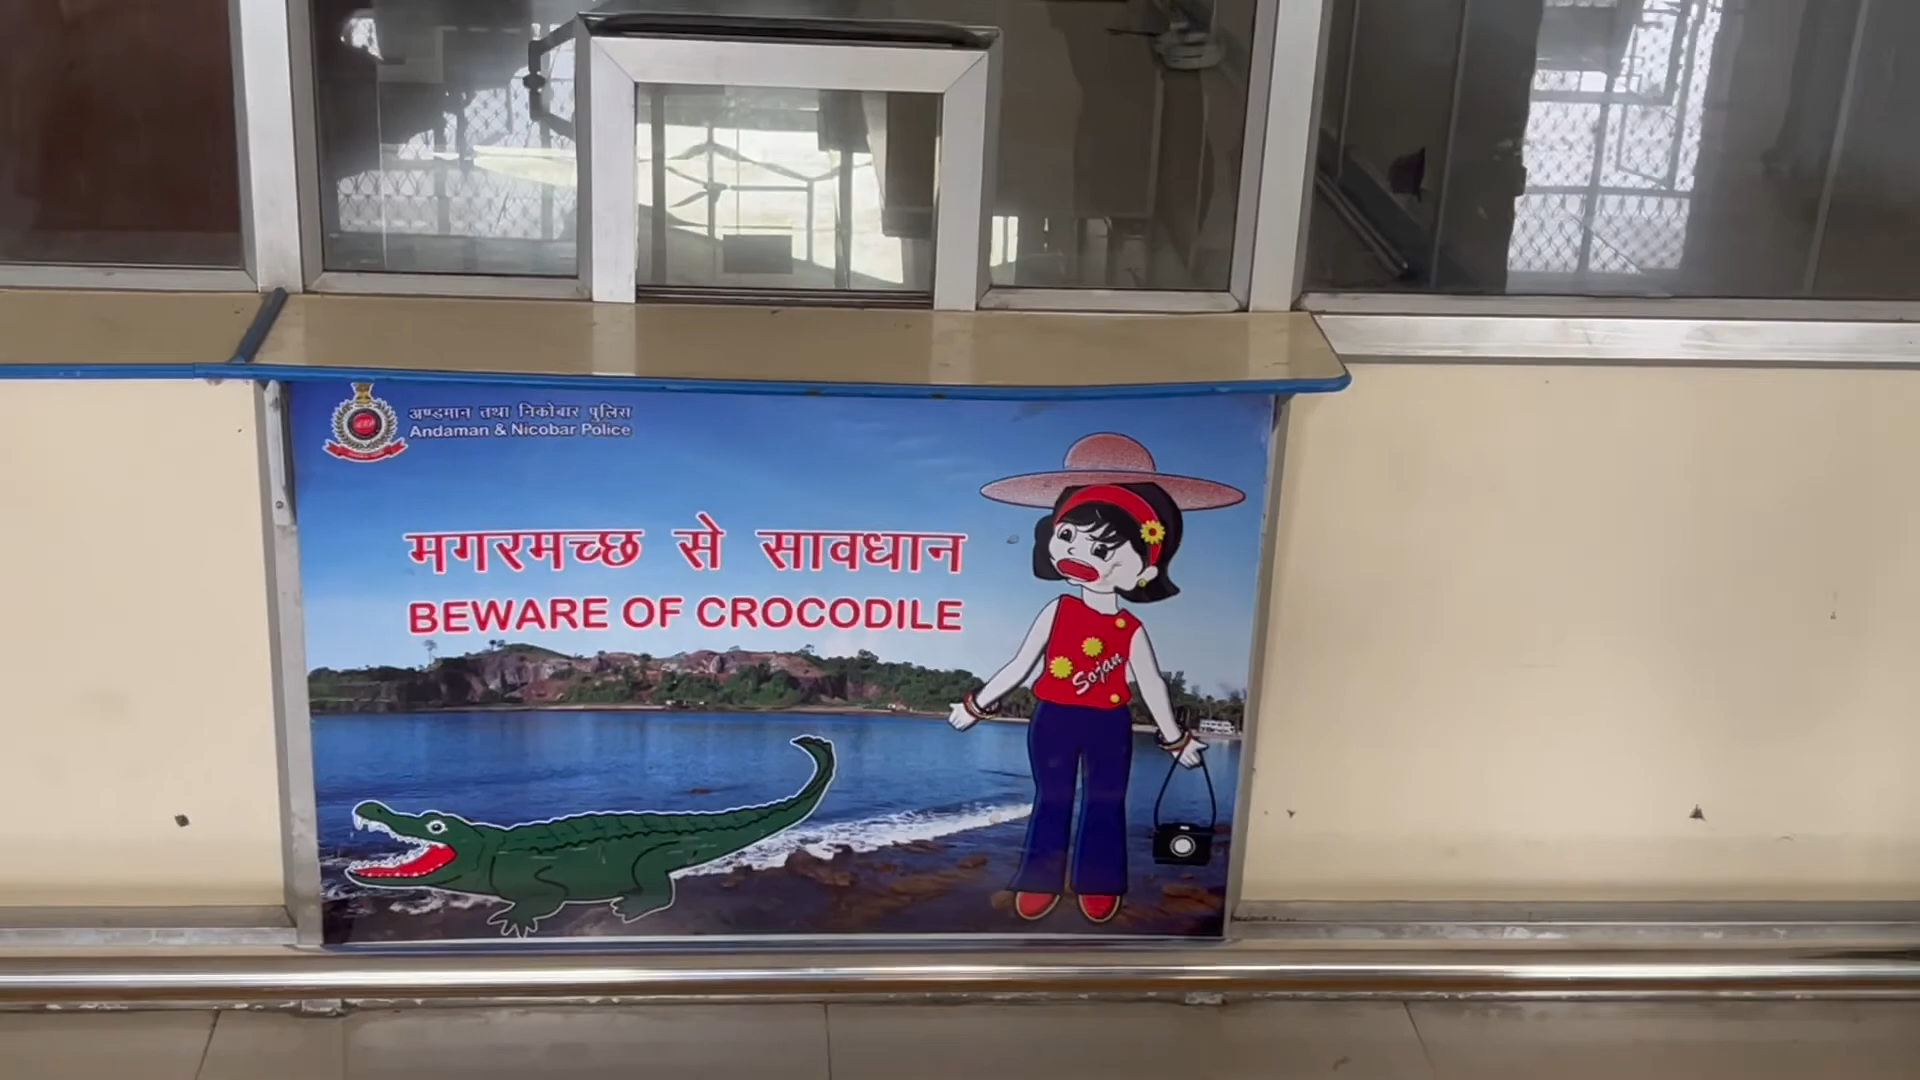 अण्डमान तथा निकोबार पुलिस
Andaman & Nicobar Police
मगरमच्छ से सावधान
BEWARE OF CROCODILE
Sojan